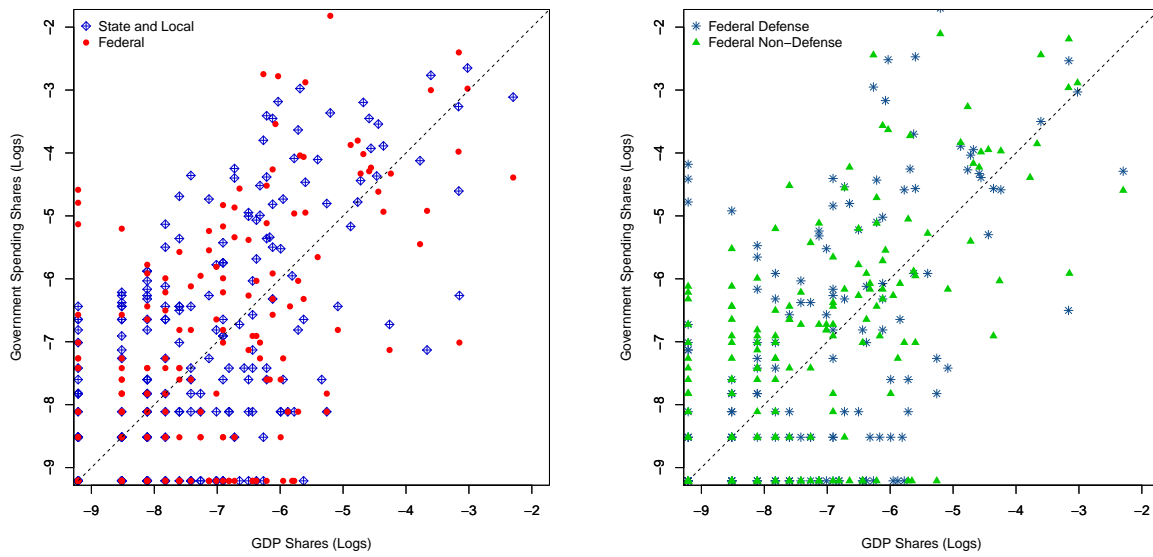 State and Local
Federal
Government Spending Shares (Logs)
−2
−3
−4
−5
−6
−7
−8
−9
−9 −8 −7 −6 −5 −4 −3 −2
GDP Shares (Logs)
Federal Defense
Federal Non−Defense
Government Spending Shares (Logs)
−2
−3
−4
−5
−6
−7
−8
−9
−9 −8 −7 −6 −5 −4 −3 −2
GDP Shares (Logs)